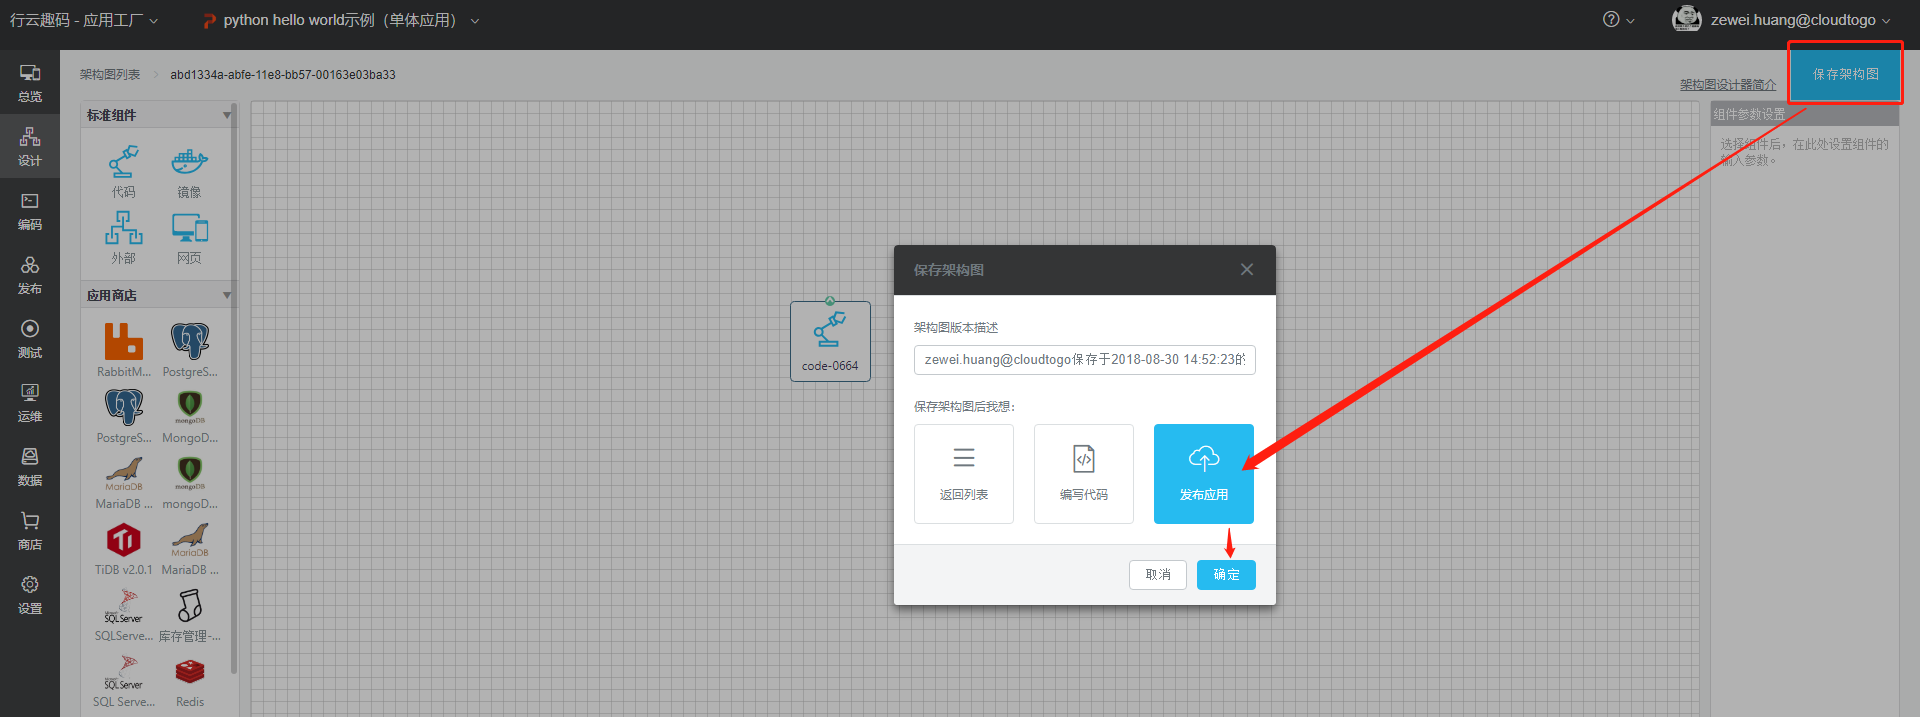 行云趣码 - 应用工厂
python hello world示例（单体应用）
zewei.huang@cloudtogo
总览
设计
编码
发布
测试
运维
数据
商店
设置
架构图列表
abd1334a-abfe-11e8-bb57-00163e03ba33
架构图设计器简介
保存架构图
标准组件
代码
镜像
外部
网页
应用商店
RabbitM...
PostgreS...
PostgreS...
MongoD...
MariaDB ...
mongoD...
TiDB v2.0.1
MariaDB ...
SQLServe...
库存管理-...
SQL Serve...
Redis
code-0664
组件参数设置
选择组件后，在此处设置组件的
输入参数。
保存架构图
架构图版本描述
zewei.huang@cloudtogo保存于2018-08-30 14:52:23的
保存架构图后我想：
返回列表
编写代码
发布应用
取消
确定